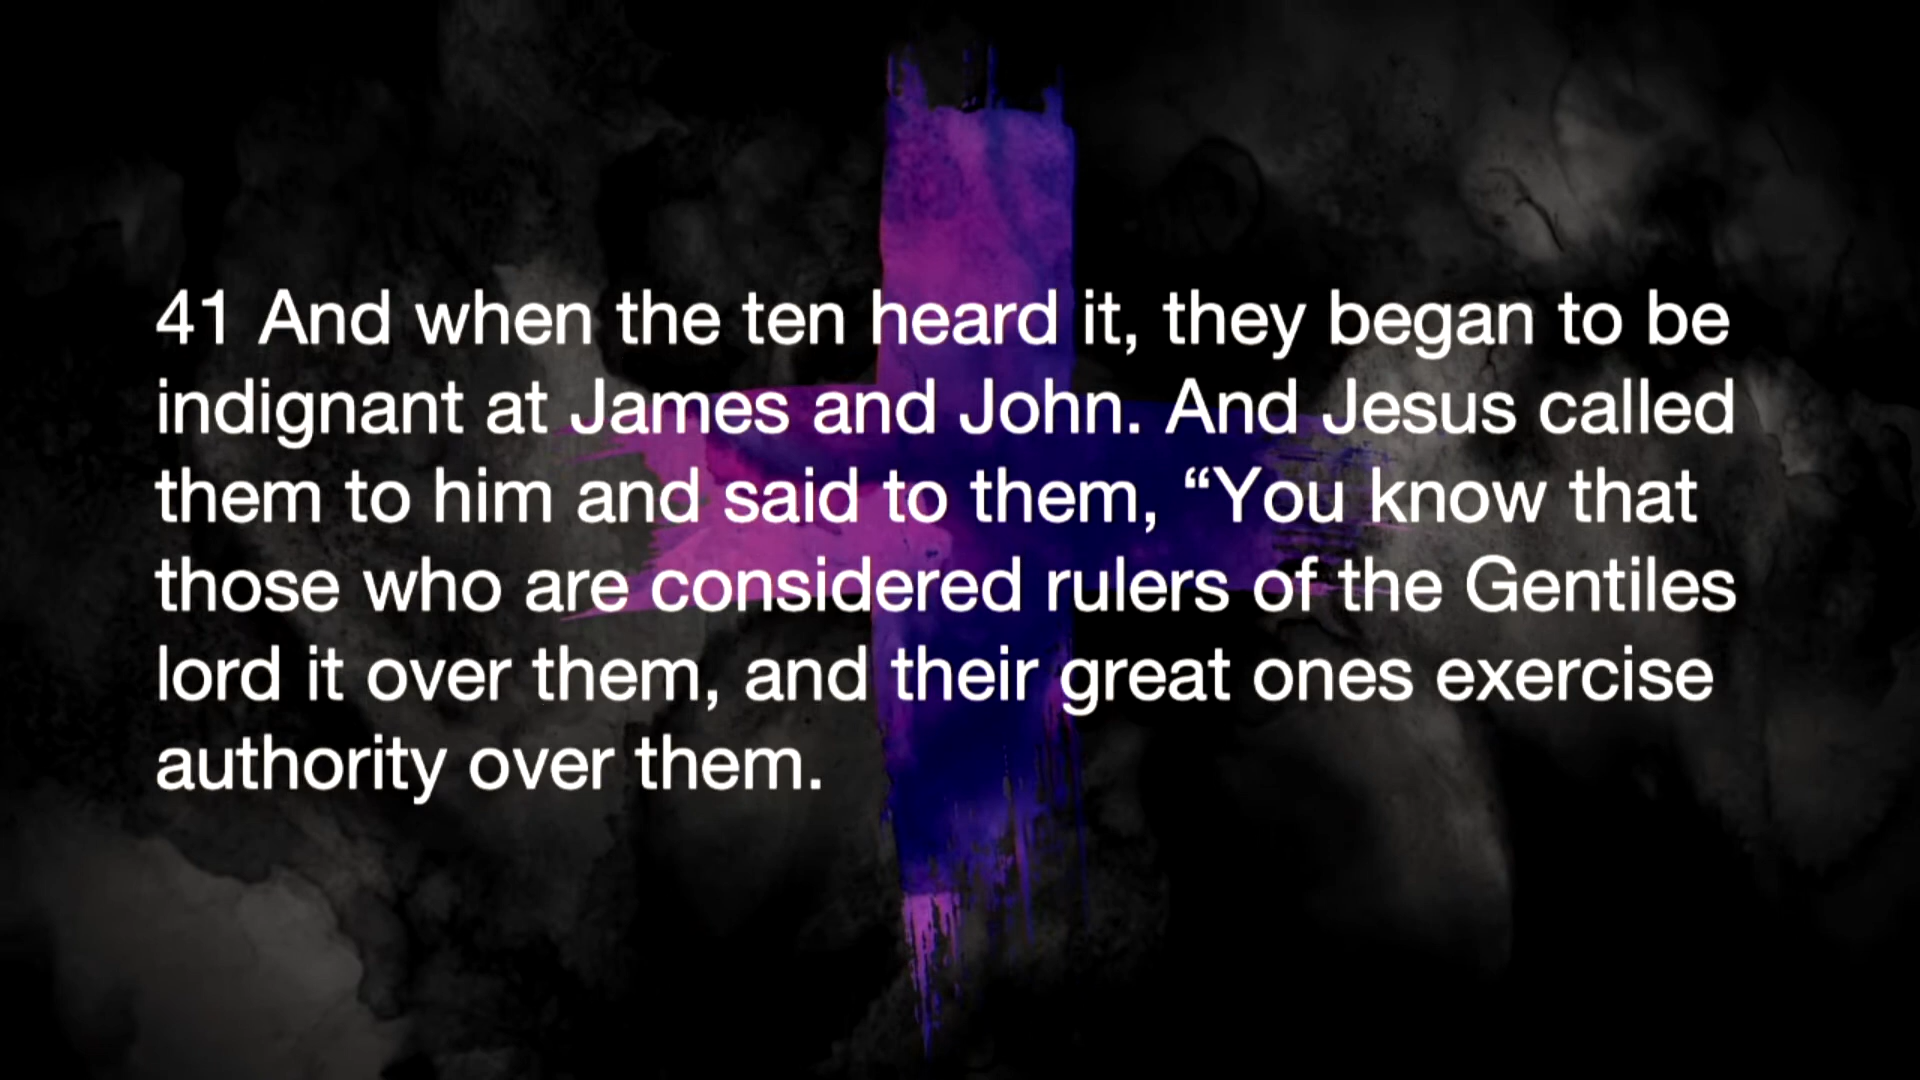 41 And when the ten heard it, they began to be
indignant at James and John. And Jesus called
them to him and said to them, “You know that
those who are considered rulers of the Gentiles
lord it over them, and their great ones exercise
authority over them.